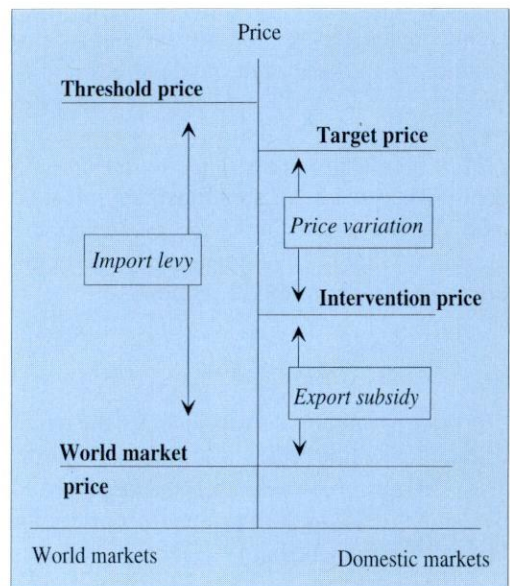 Price
Threshold price
Target price
Price variation
Import levy
Intervention price
Export subsidy
World market
price
World markets
Domestic markets